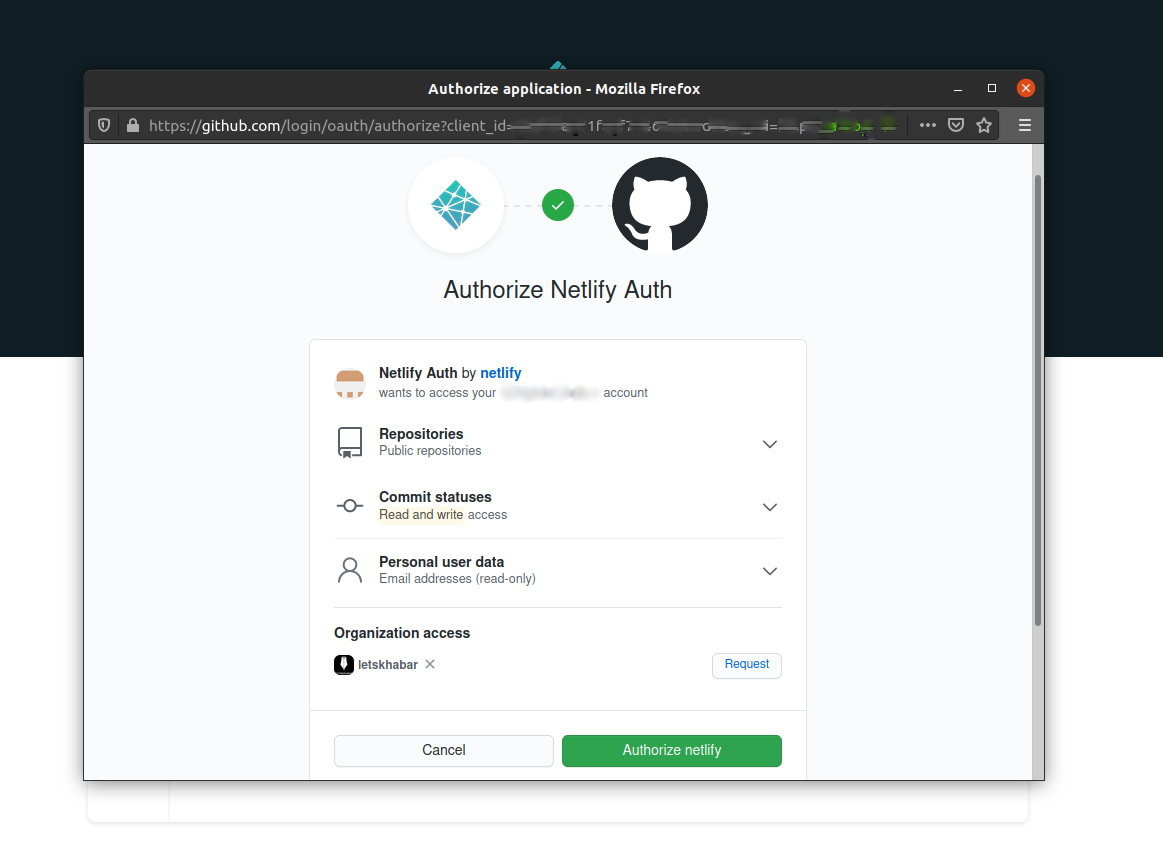 Authorize application - Mozilla Firefox
https://github.com/login/oauth/authorize?client_id=
Authorize Netlify Auth
Netlify Auth by netlify
wants to access your account
Repositories
Public repositories
Commit statuses
Read and write access
Personal user data
Email addresses (read-only)
Organization access
letskhabar
Request
Cancel Authorize netlify